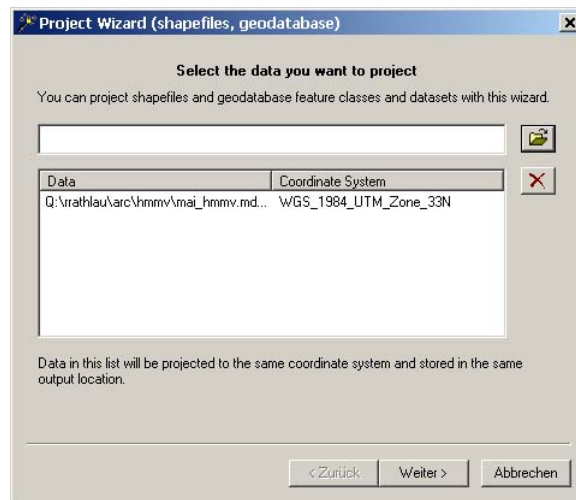 Project Wizard (shapefiles, geodatabase)
Select the data you want to project
You can project shapefiles and geodatabase feature classes and datasets with this wizard.
Data Coordinate System
Q:\rrathlau\arc\hmmv\mai_hmmv.md... WGS_1984_UTM_Zone_33N
Data in this list will be projected to the same coordinate system and stored in the same
output location.
< Zurück Weiter > Abbrechen